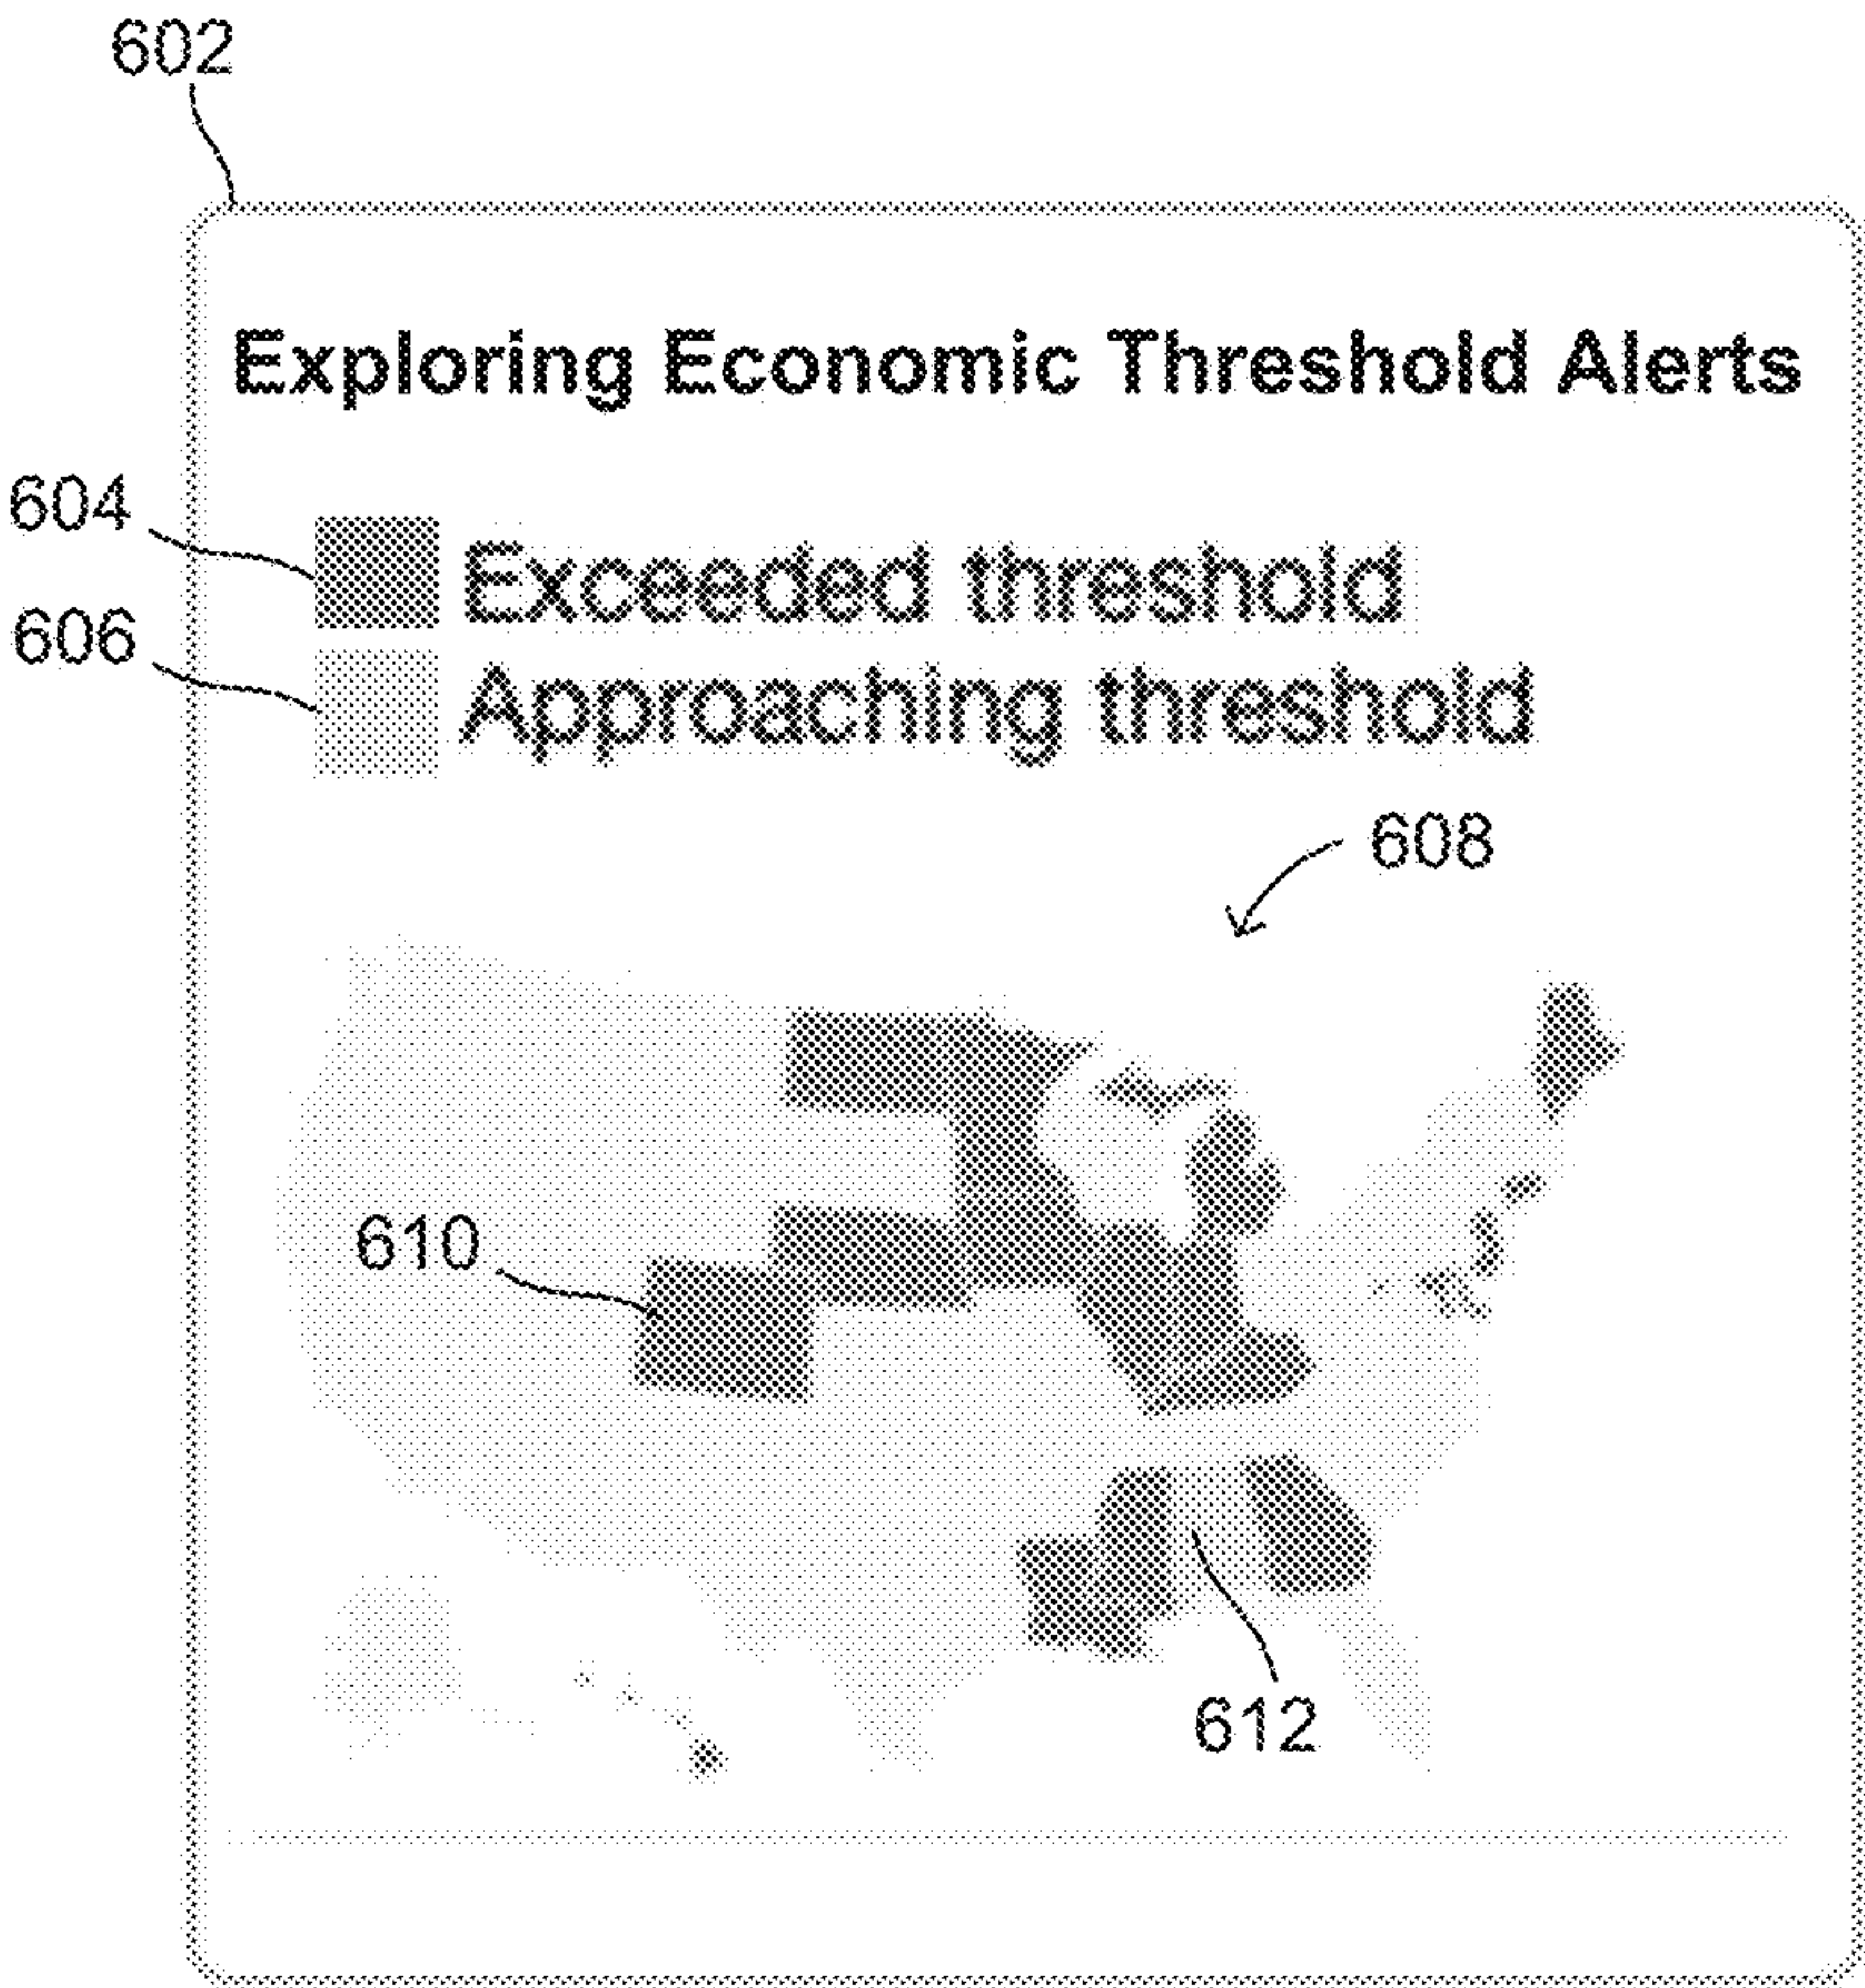 602
Exploring Economic Threshold Alerts
604
Exceeded threshold
606
Approaching threshold
608
610
612